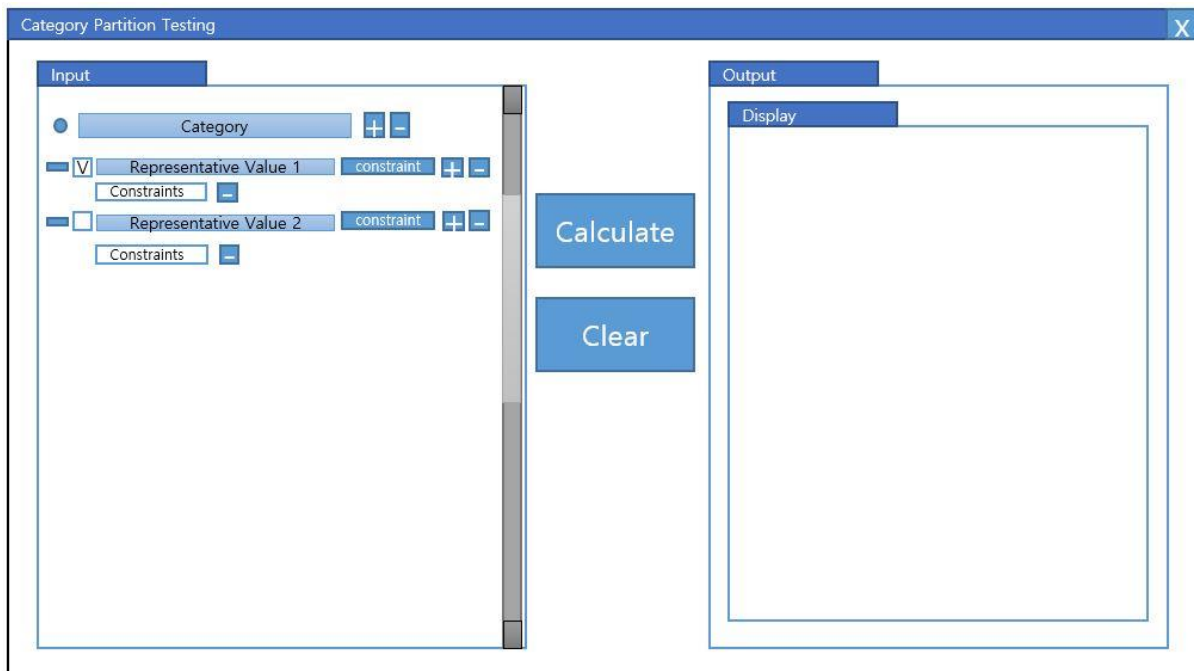 Category Partition Testing X
Input
Category + -
V Representative Value 1 constraint + -
Constraints -
Representative Value 2 constraint + -
Constraints -
Calculate
Clear
Output
Display